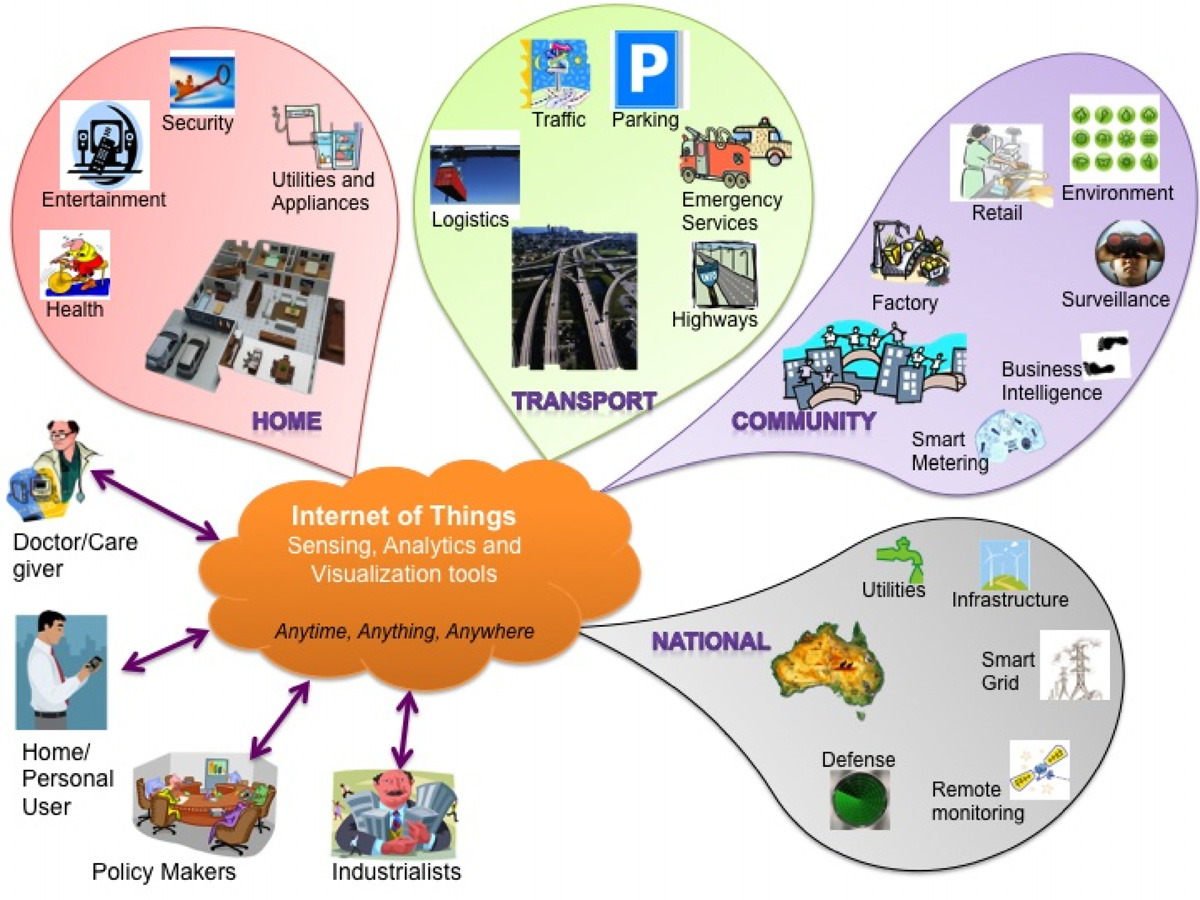 Security
Entertainment
Utilities and
Appliances
Health
HOME
Traffic
P
Parking
Logistics
Emergency
Services
Highways
TRANSPORT
Retail
Environment
Factory
Surveillance
Business
Intelligence
COMMUNITY
Smart
Metering
Internet of Things
Sensing, Analytics and
Visualization tools
Anytime, Anything, Anywhere
NATIONAL
Utilities
Infrastructure
Smart
Grid
Defense
Remote
monitoring
Doctor/Care
giver
Home/
Personal
User
Policy Makers
Industrialists